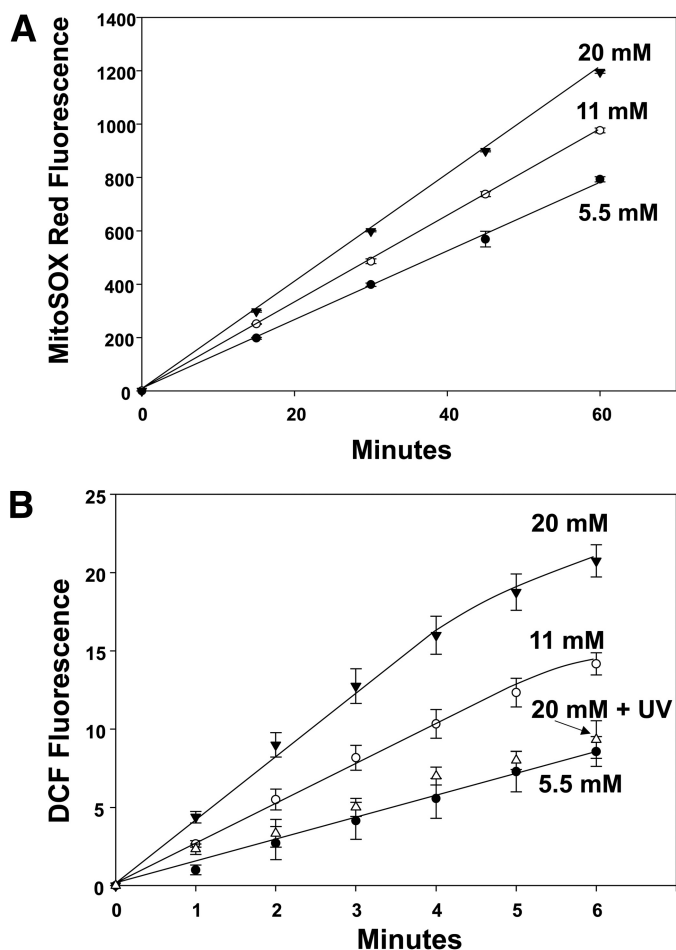 A
MitoSOX Red Fluorescence
1400
1200
1000
800
600
400
200
0
20 mM
11 mM
5.5 mM
0 20 40 60
Minutes
B
DCF Fluorescence
25
20
15
10
5
0
20 mM
11 mM
20 mM + UV
5.5 mM
0 1 2 3 4 5 6
Minutes